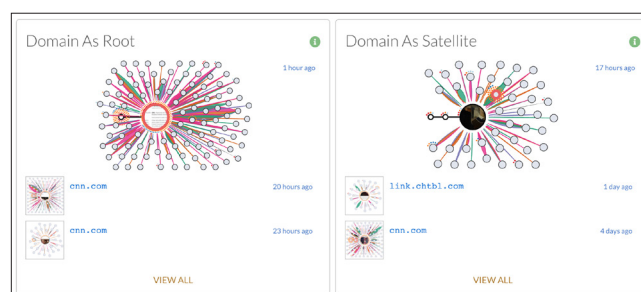 Domain As Root
1 hour ago
cnn.com
20 hours ago
cnn.com
23 hours ago
VIEW ALL
Domain As Satellite
17 hours ago
link.chtbl.com
1 day ago
cnn.com
4 days ago
VIEW ALL